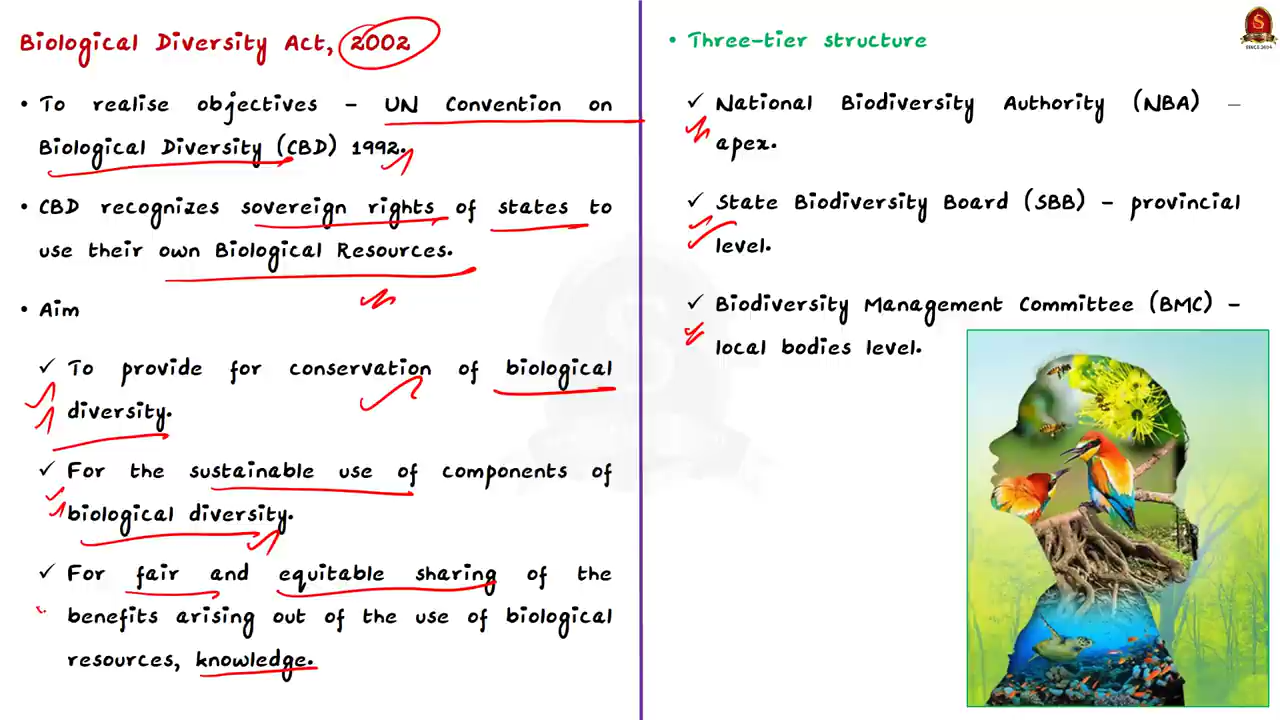 Biological Diversity Act, 2002
• To realise objectives – UN Convention on
Biological Diversity (CBD) 1992.
• CBD recognizes sovereign rights of states to
use their own Biological Resources.
• Aim
✓ To provide for conservation of biological
diversity.
✓ For the sustainable use of components of
biological diversity.
✓ For fair and equitable sharing of the
benefits arising out of the use of biological
resources, knowledge.
• Three-tier structure
✓ National Biodiversity Authority (NBA) –
apex.
✓ State Biodiversity Board (SBB) – provincial
level.
✓ Biodiversity Management Committee (BMC) –
local bodies level.
S
SINCE 2004